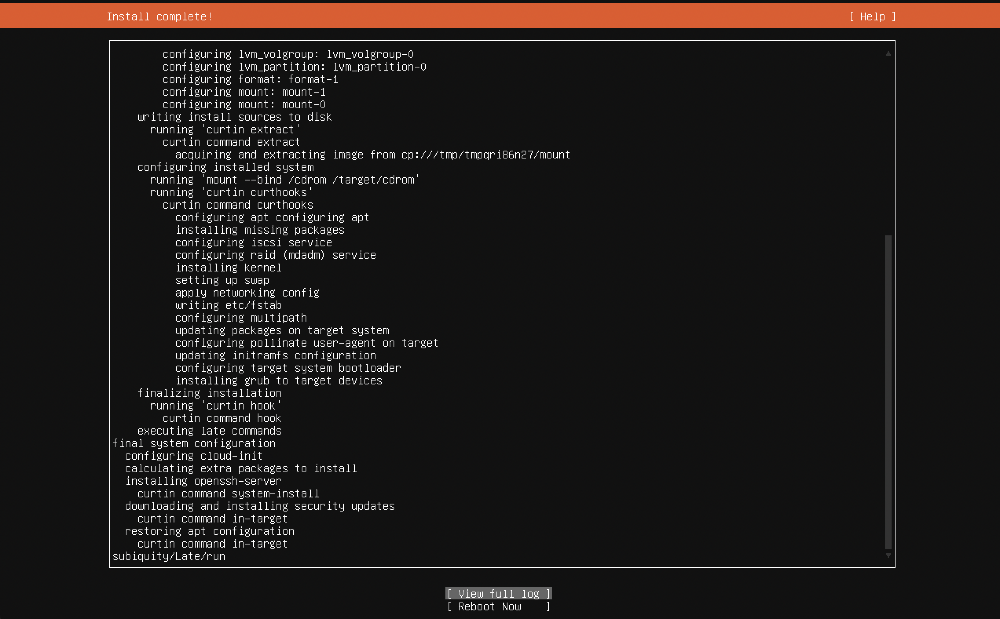 Install complete!
[ Help ]
configuring lvm_volgroup: lvm_volgroup-0
configuring lvm_partition: lvm_partition-0
configuring format: format-1
configuring mount: mount-1
configuring mount: mount-0
writing install sources to disk
running 'curtin extract'
curtin command extract
acquiring and extracting image from cp:///tmp/tmpqri86n27/mount
configuring installed system
running 'mount --bind /cdrom /target/cdrom'
running 'curtin curthooks'
curtin command curthooks
configuring apt configuring apt
installing missing packages
configuring iscsi service
configuring raid (mdadm) service
installing kernel
setting up swap
apply networking config
writing etc/fstab
configuring multipath
updating packages on target system
configuring pollinate user-agent on target
updating initramfs configuration
configuring target system bootloader
installing grub to target devices
finalizing installation
running 'curtin hook'
curtin command hook
executing late commands
final system configuration
configuring cloud-init
calculating extra packages to install
installing openssh-server
curtin command system-install
downloading and installing security updates
curtin command in-target
restoring apt configuration
curtin command in-target
subiquity/Late/run
[ View full log ]
[ Reboot Now ]